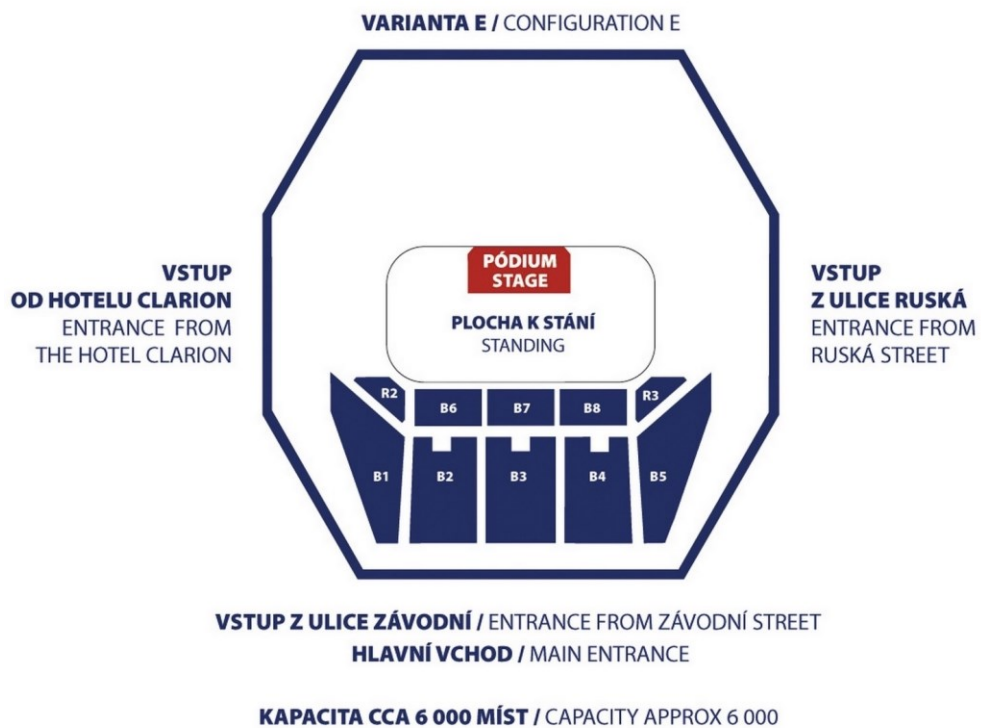 VARIANTA E / CONFIGURATION E
VSTUP
OD HOTELU CLARION
ENTRANCE FROM
THE HOTEL CLARION
PÓDIUM
STAGE
PLOCHA K STÁNÍ
STANDING
VSTUP
Z ULICE RUSKÁ
ENTRANCE FROM
RUSKÁ STREET
R2
R3
B6
B7
B8
B1
B2
B3
B4
B5
VSTUP Z ULICE ZÁVODNÍ / ENTRANCE FROM ZÁVODNÍ STREET
HLAVNÍ VCHOD / MAIN ENTRANCE
KAPACITA CCA 6 000 MÍST / CAPACITY APPROX 6 000